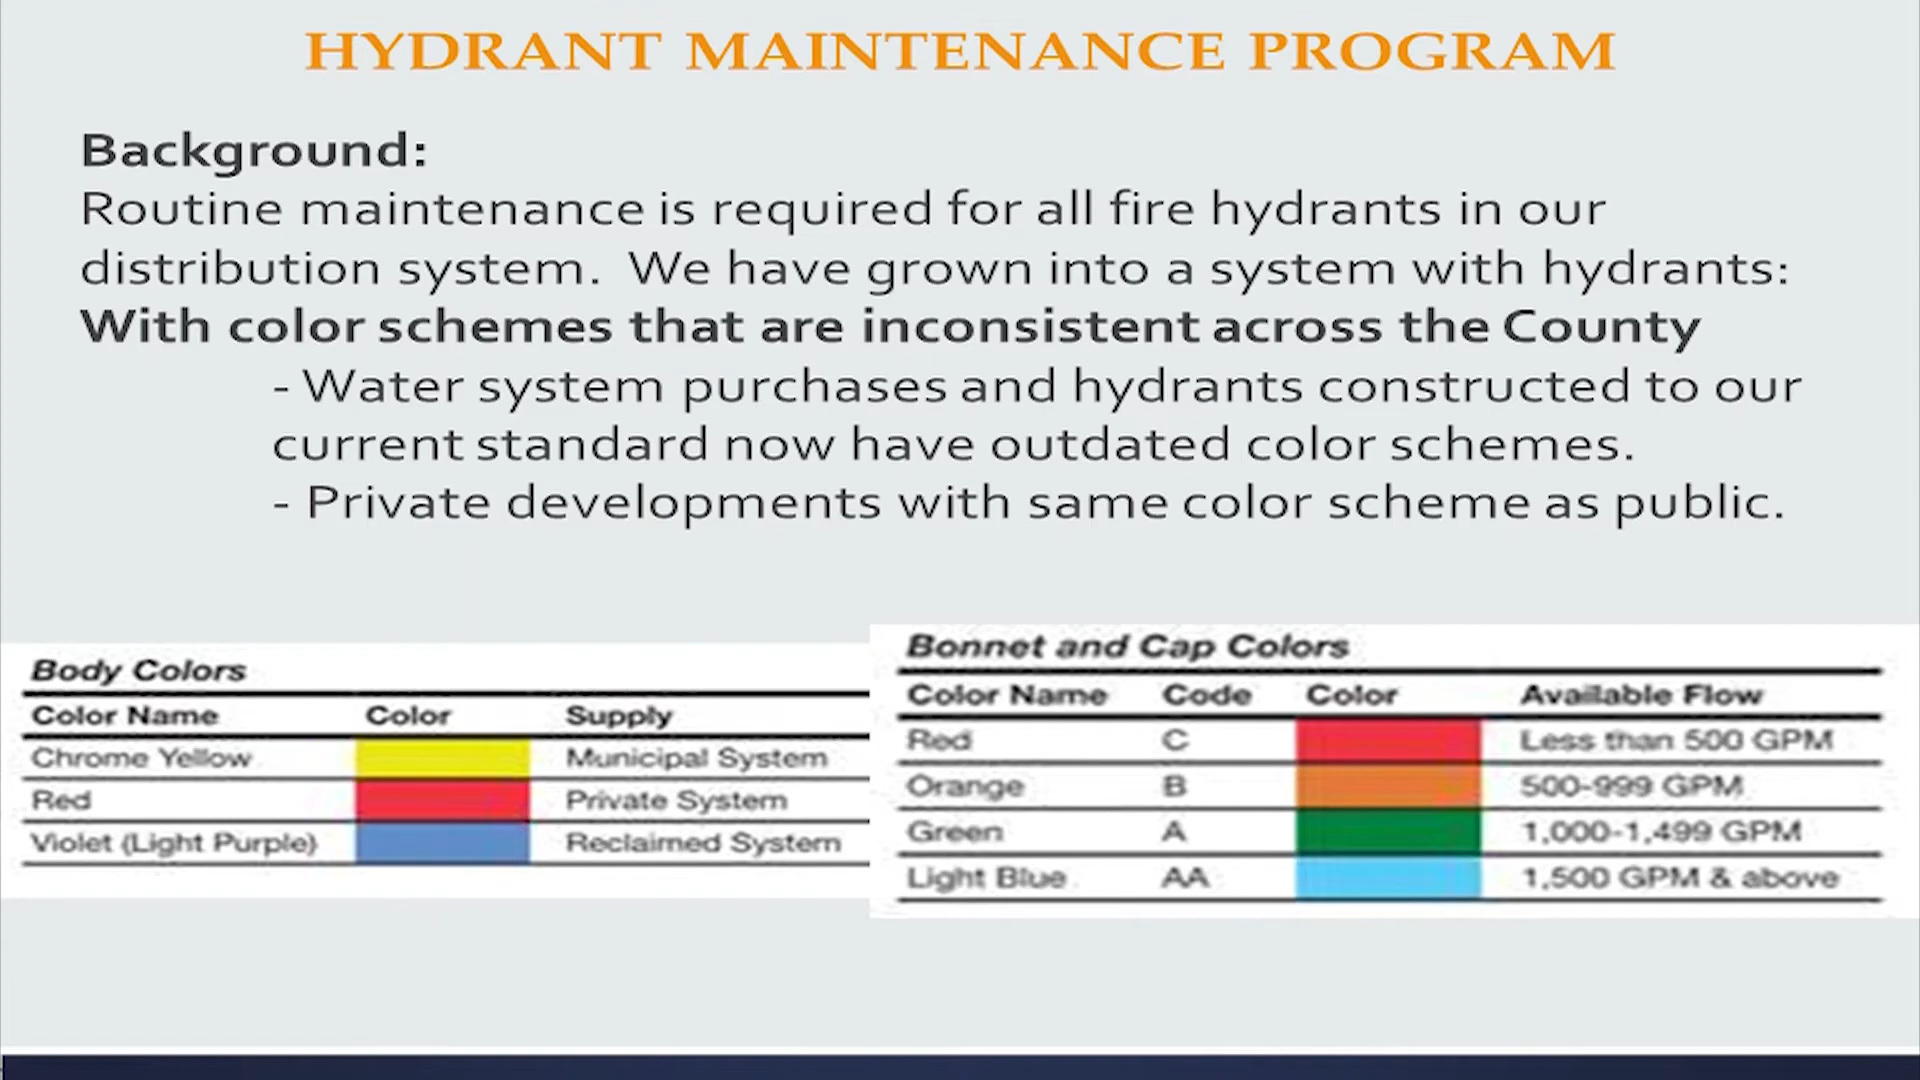 HYDRANT MAINTENANCE PROGRAM
Background:
Routine maintenance is required for all fire hydrants in our
distribution system. We have grown into a system with hydrants:
With color schemes that are inconsistent across the County
- Water system purchases and hydrants constructed to our
current standard now have outdated color schemes.
- Private developments with same color scheme as public.
Body Colors
Color Name Color Supply
Chrome Yellow Municipal System
Red Private System
Violet (Light Purple) Reclaimed System
Bonnet and Cap Colors
Color Name Code Color Available Flow
Red C Less than 500 GPM
Orange B 500-999 GPM
Green A 1,000-1,499 GPM
Light Blue AA 1,500 GPM & above